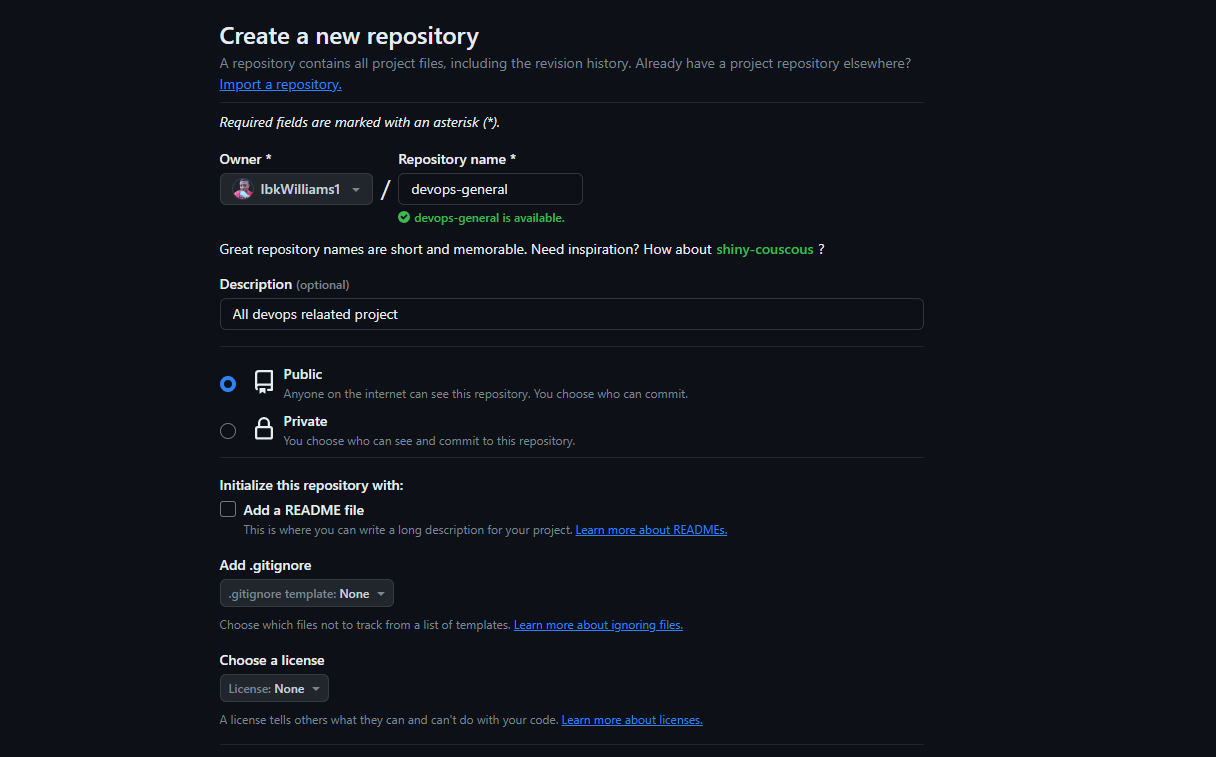 Create a new repository
A repository contains all project files, including the revision history. Already have a project repository elsewhere?
Import a repository.
Required fields are marked with an asterisk (*).
Owner * Repository name *
IbkWilliams1 / devops-general
devops-general is available.
Great repository names are short and memorable. Need inspiration? How about shiny-couscous ?
Description (optional)
All devops relaated project
Public
Anyone on the internet can see this repository. You choose who can commit.
Private
You choose who can see and commit to this repository.
Initialize this repository with:
Add a README file
This is where you can write a long description for your project. Learn more about READMEs.
Add .gitignore
.gitignore template: None
Choose which files not to track from a list of templates. Learn more about ignoring files.
Choose a license
License: None
A license tells others what they can and can't do with your code. Learn more about licenses.